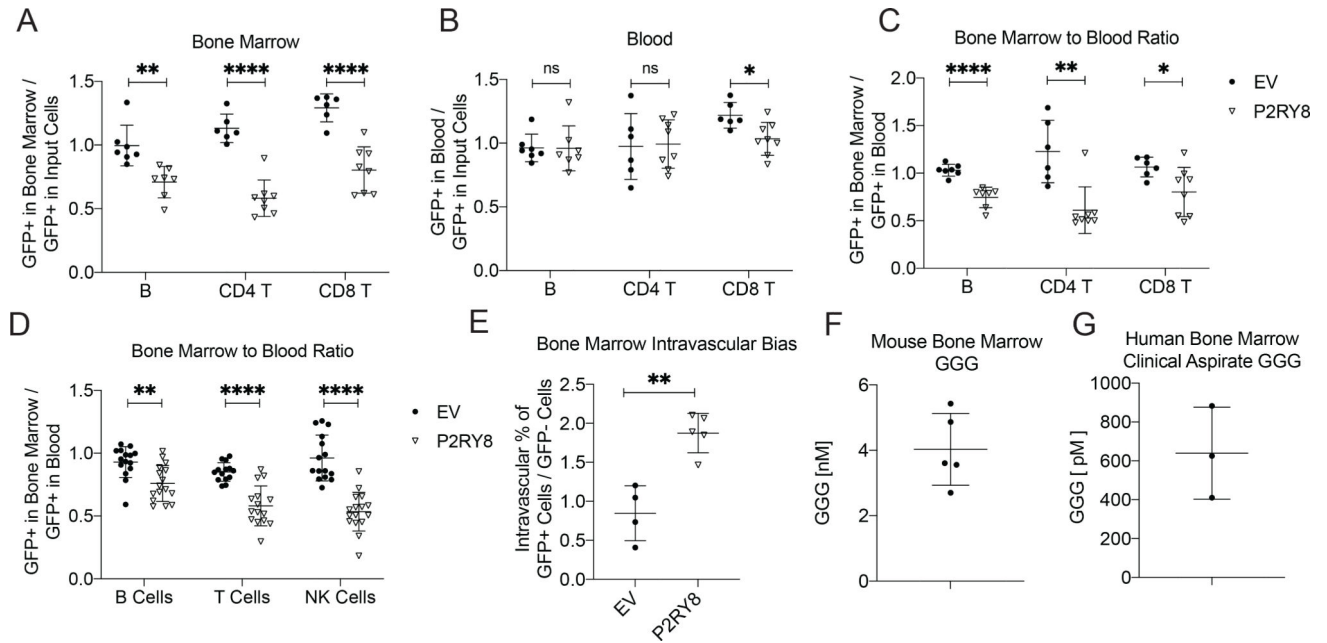 A
Bone Marrow
GFP+ in Bone Marrow /
GFP+ in Input Cells
1.5
1.0
0.5
0.0
** **** ****
B CD4 T CD8 T
B
Blood
GFP+ in Blood /
GFP+ in Input Cells
1.5
1.0
0.5
0.0
ns ns *
B CD4 T CD8 T
C
Bone Marrow to Blood Ratio
GFP+ in Bone Marrow /
GFP+ in Blood
2.0
1.5
1.0
0.5
0.0
**** ** *
B CD4 T CD8 T
EV
P2RY8
D
Bone Marrow to Blood Ratio
GFP+ in Bone Marrow /
GFP+ in Blood
1.5
1.0
0.5
0.0
** **** ****
B Cells T Cells NK Cells
EV
P2RY8
E
Bone Marrow Intravascular Bias
Intravascular % of
GFP+ Cells / GFP- Cells
2.5
2.0
1.5
1.0
0.5
0.0
**
EV P2RY8
F
Mouse Bone Marrow
GGG
GGG [nM]
6
4
2
0
G
Human Bone Marrow
Clinical Aspirate GGG
GGG [ pM]
1000
800
600
400
200
0